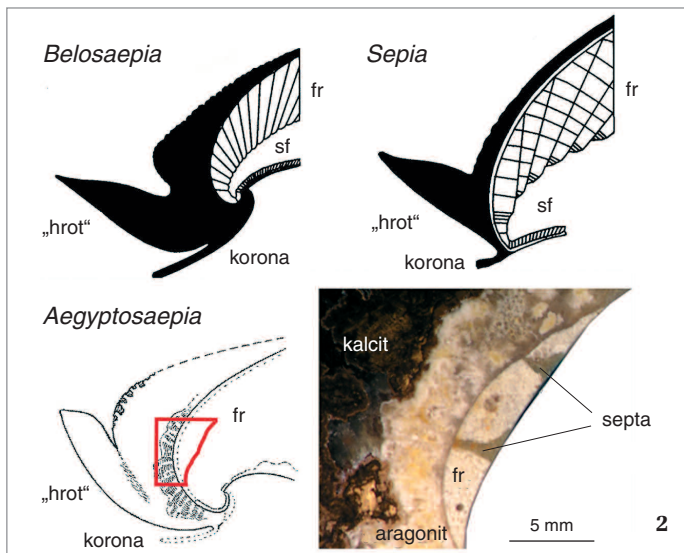 Belosaepia
fr
sf
„hrot“
korona
Sepia
fr
sf
„hrot“
korona
Aegyptosaepia
fr
„hrot“
korona
kalcit
septa
fr
aragonit
5 mm
2